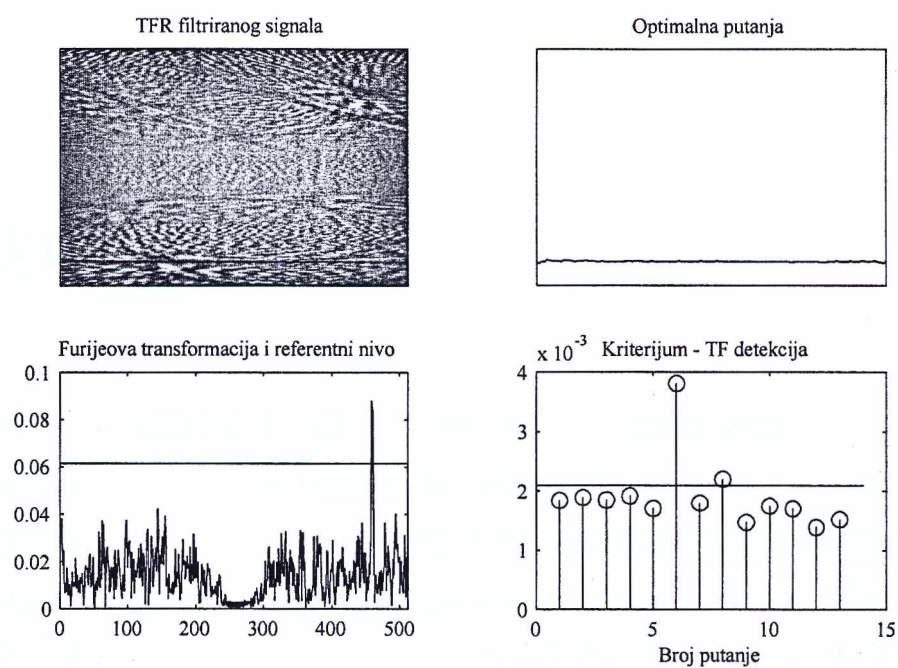 TFR filtriranog signala
Optimalna putanja
15
Furijeova transformacija i referentni nivo
0.1
0.08
0.06
0.04
0.02
0
0 100 200 300 400 500
x 10^-3 Kriterijum - TF detekcija
4
3
2
1
0
0 5 10 15
Broj putanje